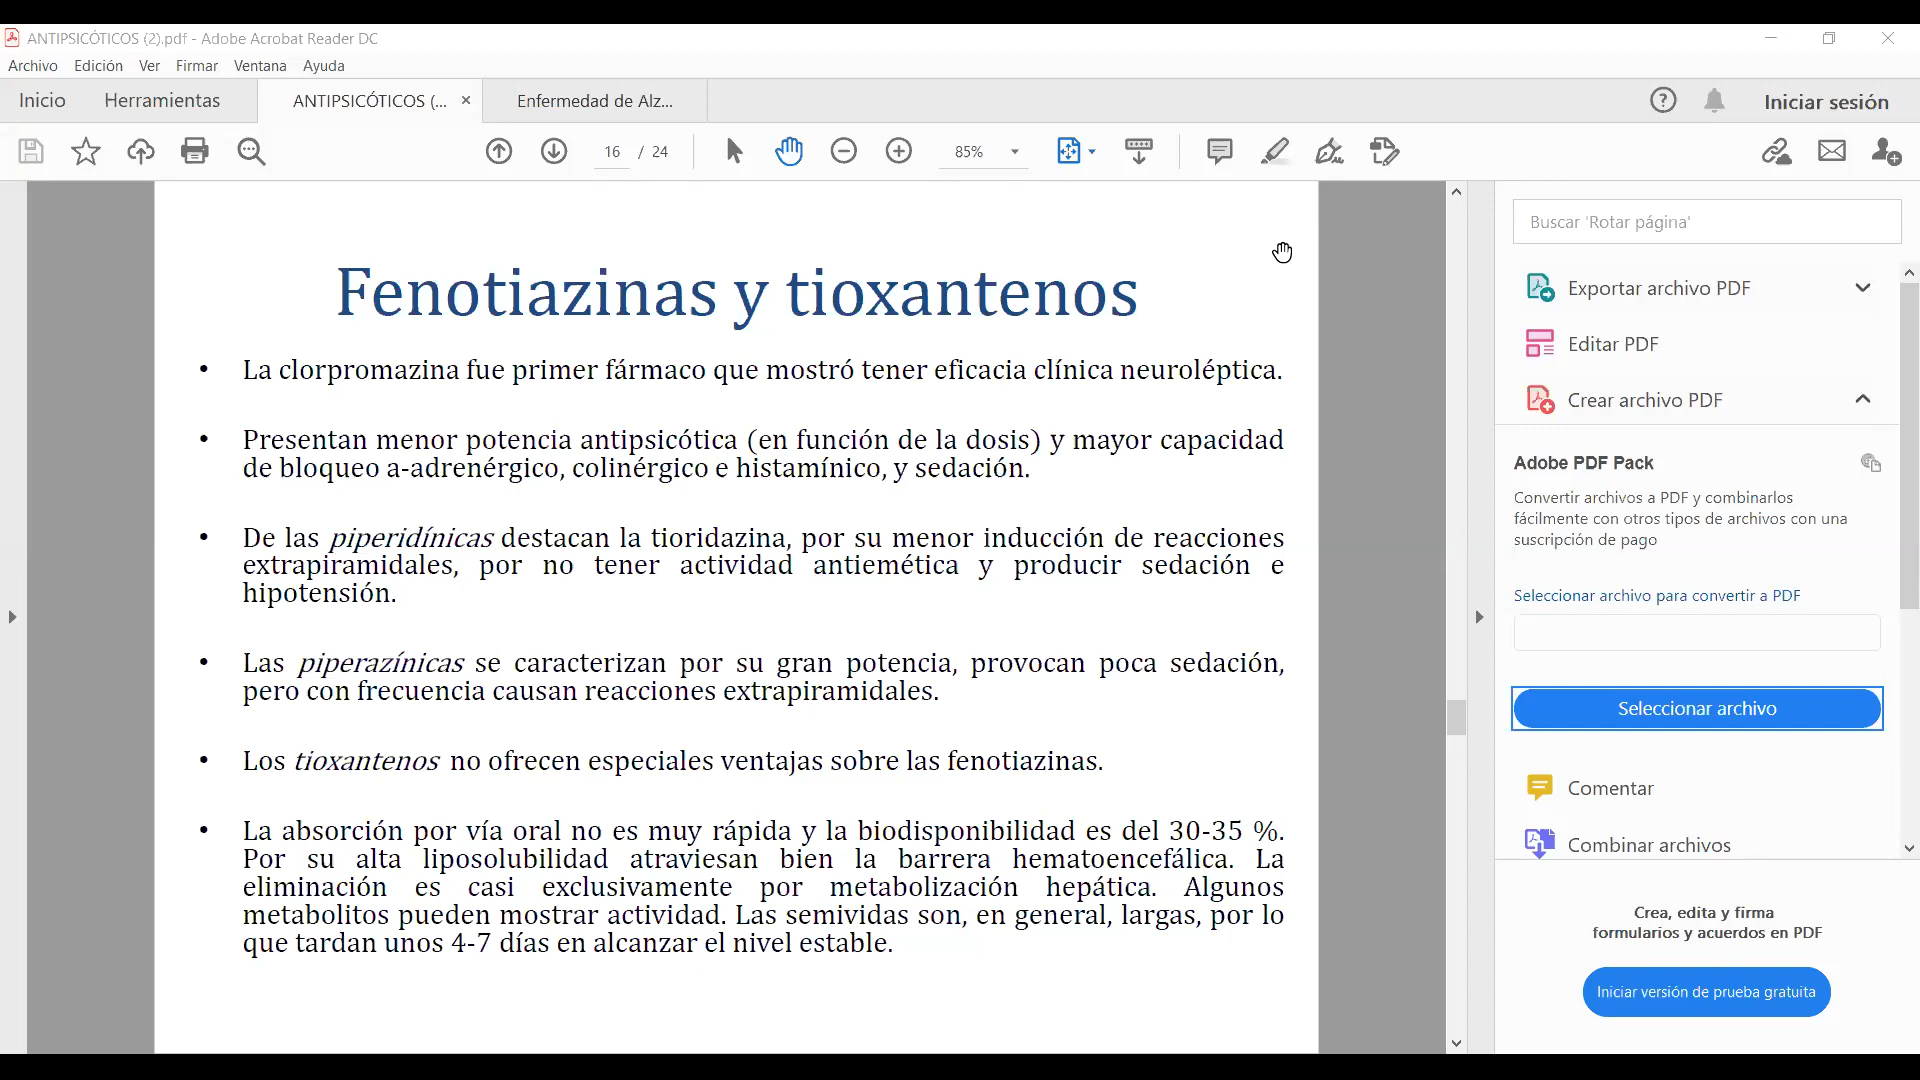 ANTIPSICÓTICOS (2).pdf - Adobe Acrobat Reader DC
Archivo Edición Ver Firmar Ventana Ayuda
Inicio Herramientas ANTIPSICÓTICOS (... × Enfermedad de Alz... Iniciar sesión
16 / 24 85%
Buscar 'Rotar página'
Exportar archivo PDF
Editar PDF
Crear archivo PDF
Adobe PDF Pack
Convertir archivos a PDF y combinarlos
fácilmente con otros tipos de archivos con una
suscripción de pago
Seleccionar archivo para convertir a PDF
Seleccionar archivo
Comentar
Combinar archivos
Crea, edita y firma
formularios y acuerdos en PDF
Iniciar versión de prueba gratuita
Fenotiazinas y tioxantenos
• La clorpromazina fue primer fármaco que mostró tener eficacia clínica neuroléptica.
• Presentan menor potencia antipsicótica (en función de la dosis) y mayor capacidad
de bloqueo a-adrenérgico, colinérgico e histamínico, y sedación.
• De las piperidínicas destacan la tioridazina, por su menor inducción de reacciones
extrapiramidales, por no tener actividad antiemética y producir sedación e
hipotensión.
• Las piperazínicas se caracterizan por su gran potencia, provocan poca sedación,
pero con frecuencia causan reacciones extrapiramidales.
• Los tioxantenos no ofrecen especiales ventajas sobre las fenotiazinas.
• La absorción por vía oral no es muy rápida y la biodisponibilidad es del 30-35 %.
Por su alta liposolubilidad atraviesan bien la barrera hematoencefálica. La
eliminación es casi exclusivamente por metabolización hepática. Algunos
metabolitos pueden mostrar actividad. Las semividas son, en general, largas, por lo
que tardan unos 4-7 días en alcanzar el nivel estable.